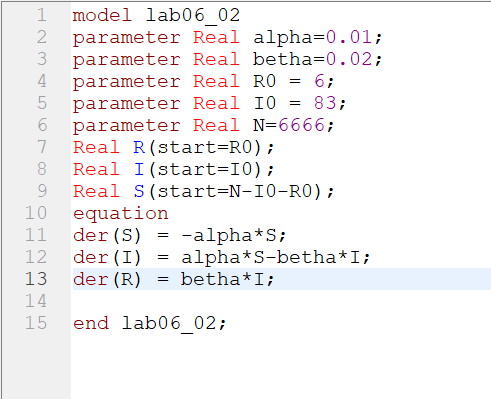 1 model lab06_02
2 parameter Real alpha=0.01;
3 parameter Real betha=0.02;
4 parameter Real R0 = 6;
5 parameter Real I0 = 83;
6 parameter Real N=6666;
7 Real R(start=R0);
8 Real I(start=I0);
9 Real S(start=N-I0-R0);
10 equation
11 der(S) = -alpha*S;
12 der(I) = alpha*S-betha*I;
13 der(R) = betha*I;
14
15 end lab06_02;